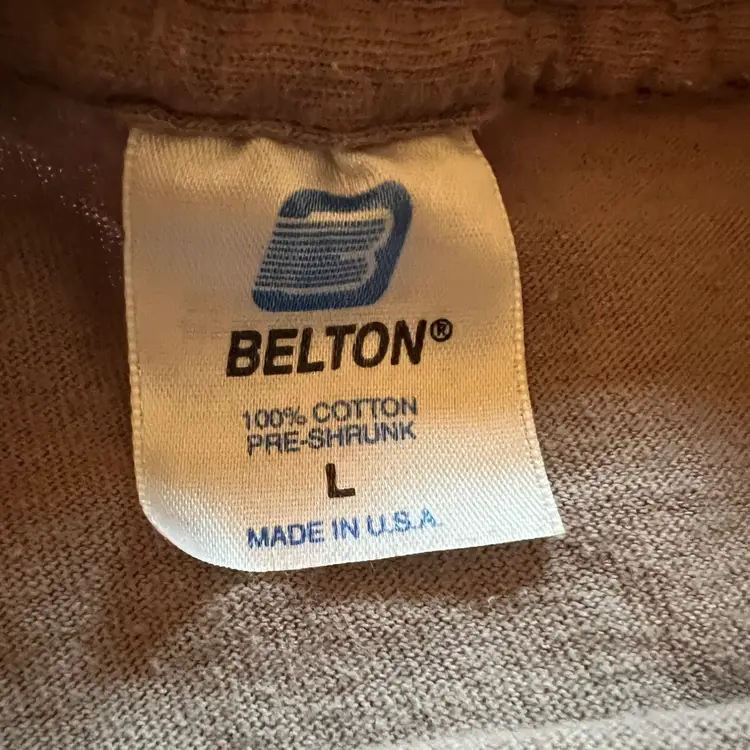 B
BELTON®
100% COTTON
PRE-SHRUNK
L
MADE IN U.S.A.